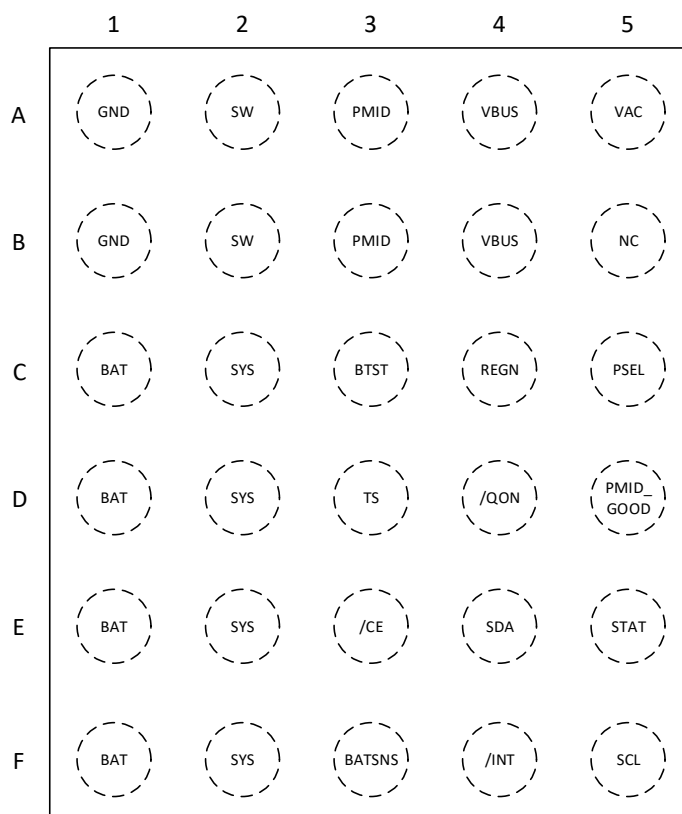 1 2 3 4 5
A GND SW PMID VBUS VAC
B GND SW PMID VBUS NC
C BAT SYS BTST REGN PSEL
D BAT SYS TS /QON PMID_
GOOD
E BAT SYS /CE SDA STAT
F BAT SYS BATSNS /INT SCL